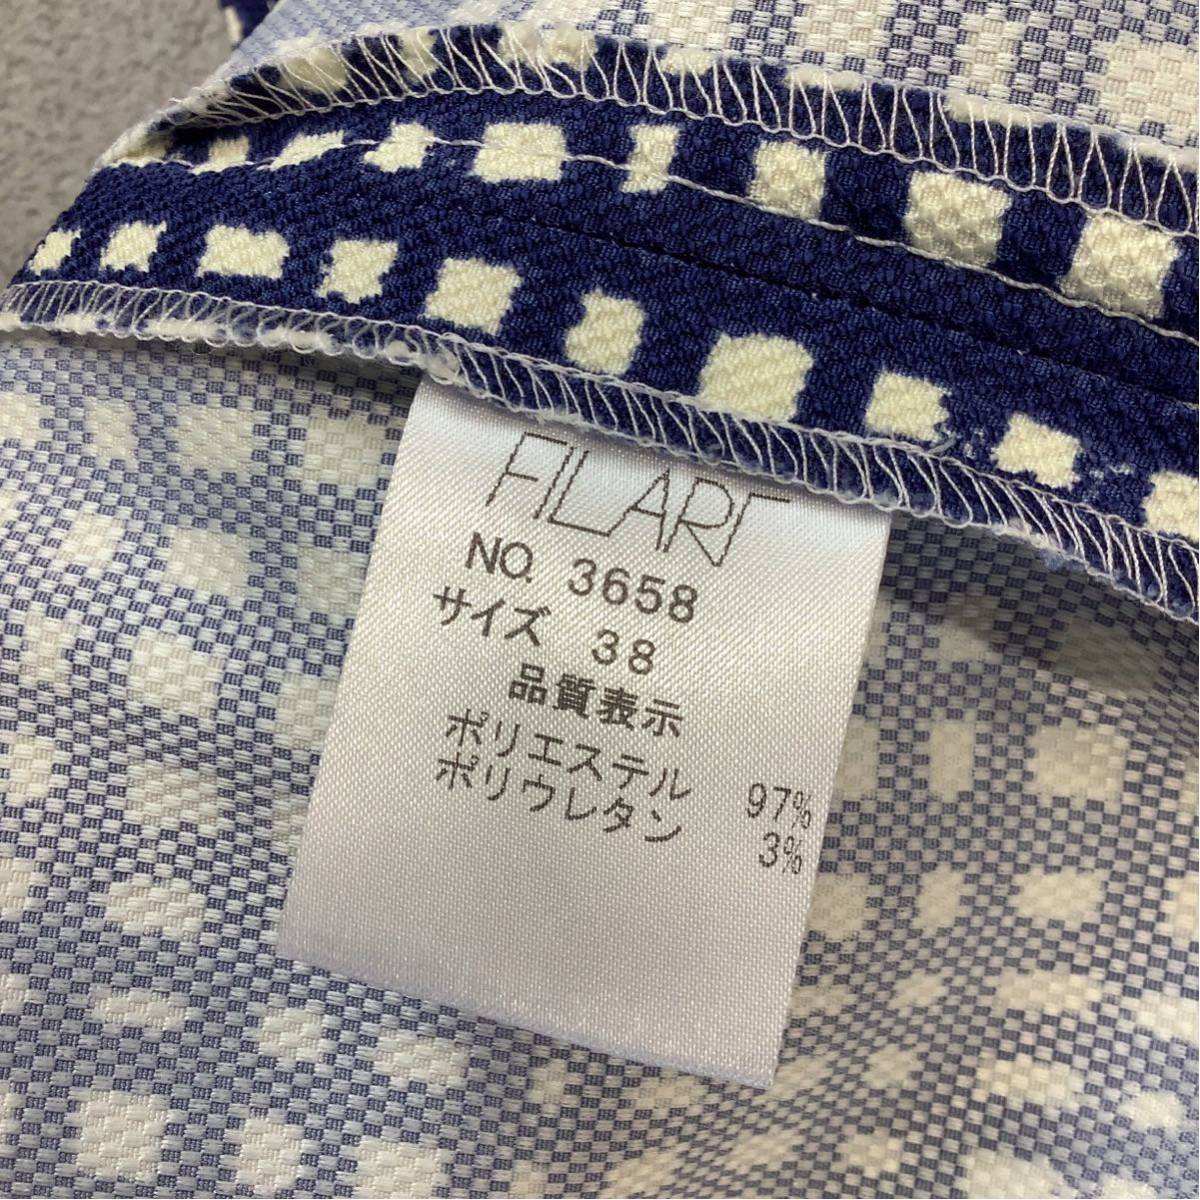 FILART
NO. 3658
サイズ 38
品質表示
ポリエステル 97%
ポリウレタン 3%